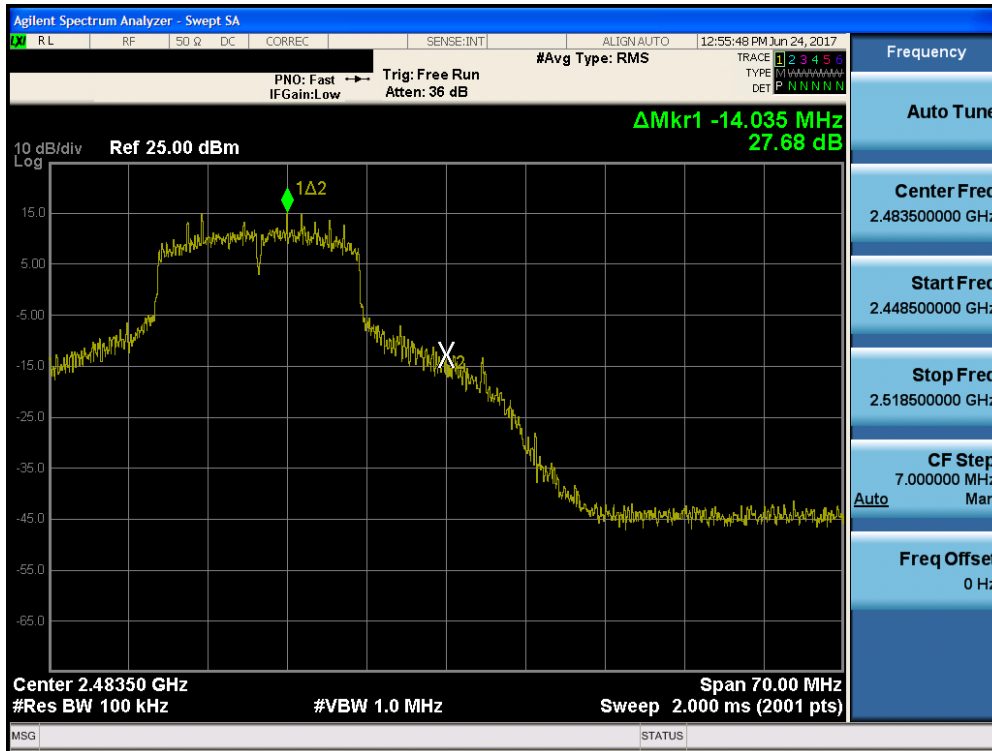 Agilent Spectrum Analyzer - Swept SA
LXI RL RF 50 Ω DC CORREC SENSE:INT ALIGN AUTO 12:55:48 PM Jun 24, 2017
Frequency
#Avg Type: RMS
TRACE 1 2 3 4 5 6
PNO: Fast Trig: Free Run
TYPE M WWWWW
IFGain:Low Atten: 36 dB
DET P N N N N N
Auto Tune
ΔMkr1 -14.035 MHz
27.68 dB
10 dB/div Ref 25.00 dBm
Log
1Δ2
15.0
5.00
-5.00
-15.0
-25.0
-35.0
-45.0
-55.0
-65.0
X2
Center Freq
2.483500000 GHz
Start Freq
2.448500000 GHz
Stop Freq
2.518500000 GHz
CF Step
7.000000 MHz
Auto Man
Freq Offset
0 Hz
Center 2.48350 GHz Span 70.00 MHz
#Res BW 100 kHz #VBW 1.0 MHz Sweep 2.000 ms (2001 pts)
MSG STATUS